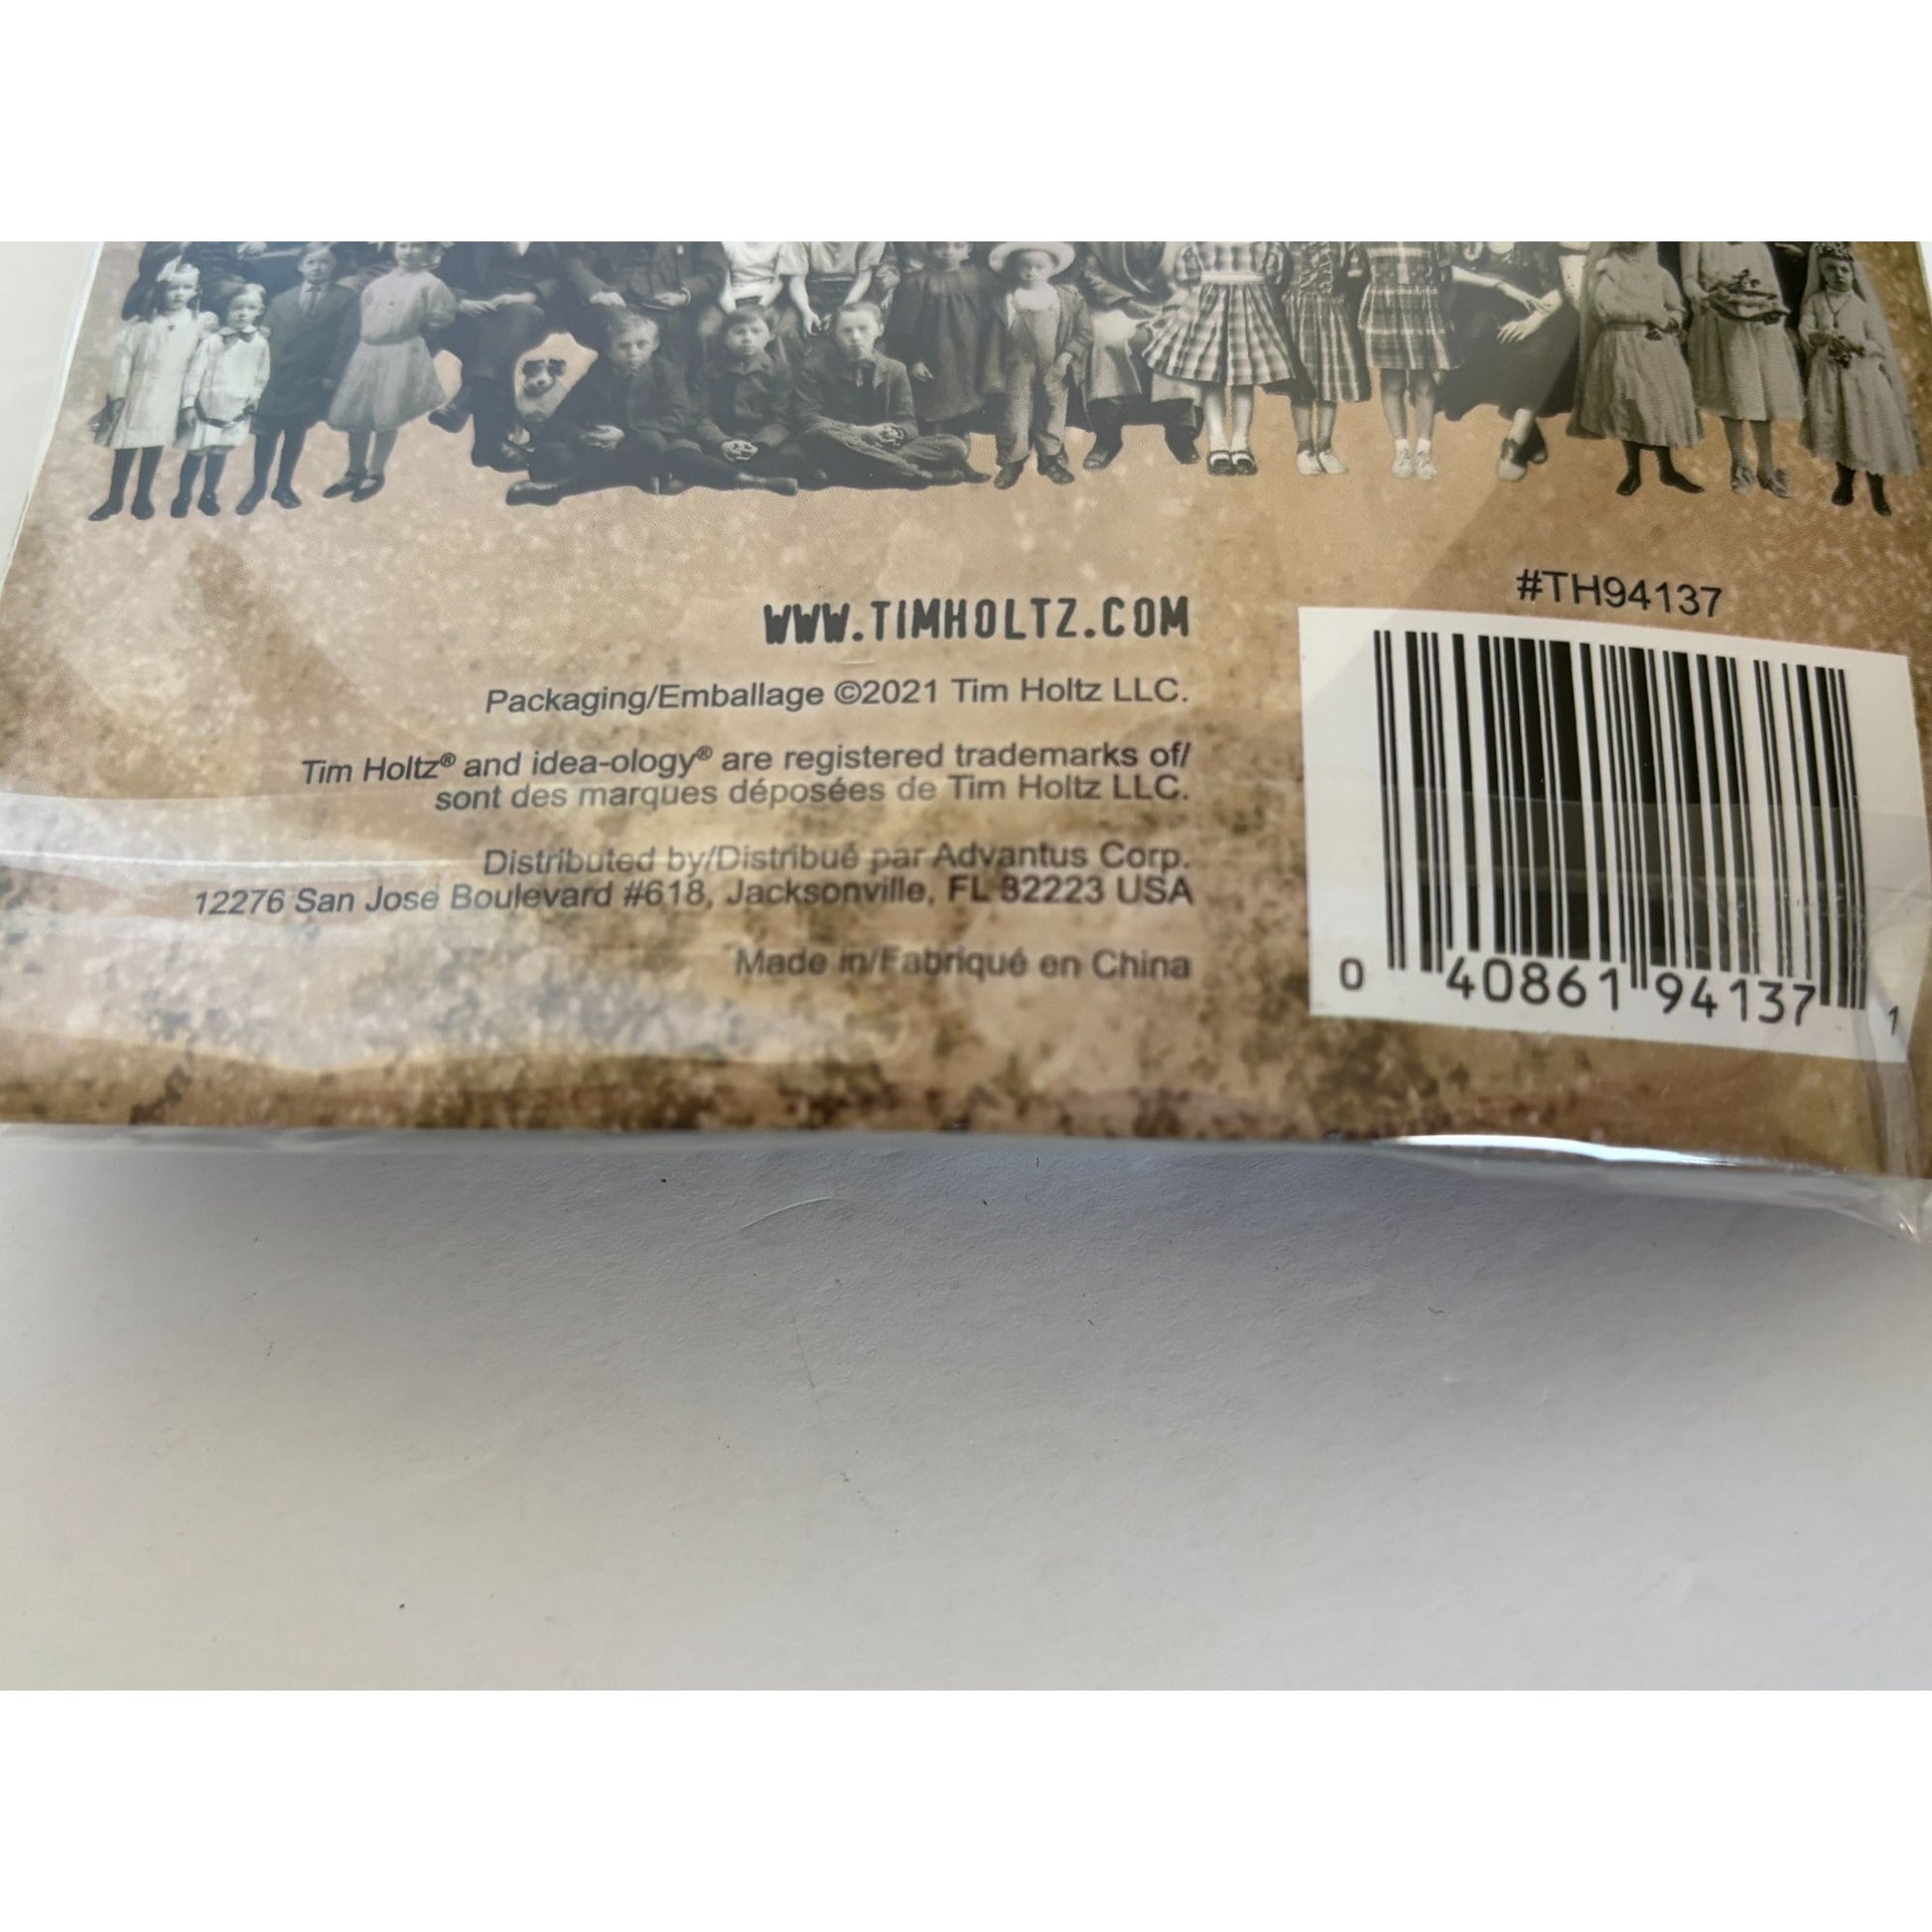 WWW.TIMHOLTZ.COM
Packaging/Emballage ©2021 Tim Holtz LLC.
Tim Holtz® and idea-ology® are registered trademarks of/
sont des marques déposées de Tim Holtz LLC.
Distributed by/Distribué par Advantus Corp.
12276 San Jose Boulevard #618, Jacksonville, FL 32223 USA
Made in/Fabriqué en China
#TH94137
0 40861 94137 1